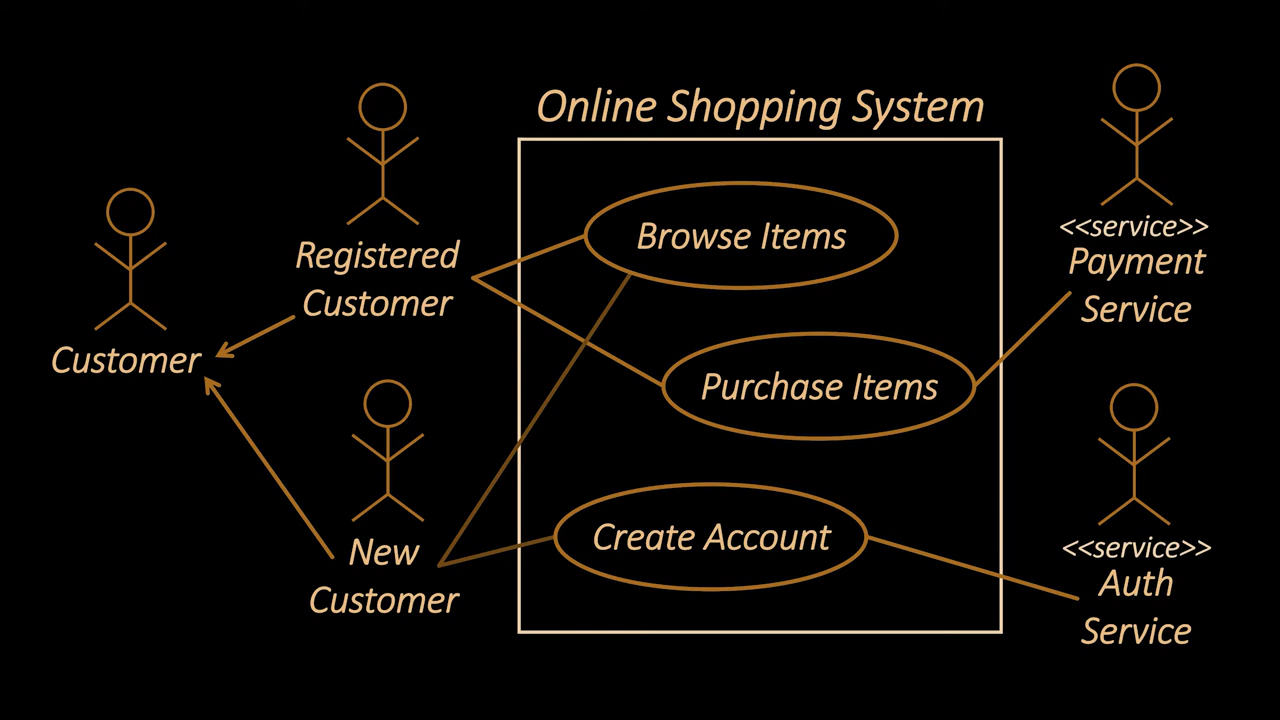 Online Shopping System
Customer
Registered
Customer
New
Customer
Browse Items
Purchase Items
Create Account
<<service>>
Payment
Service
<<service>>
Auth
Service